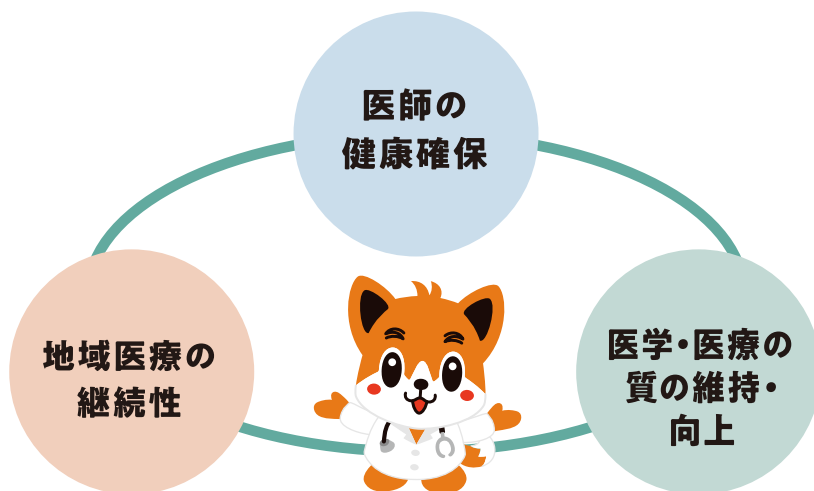 医師の
健康確保
地域医療の
継続性
医学・医療の
質の維持・
向上